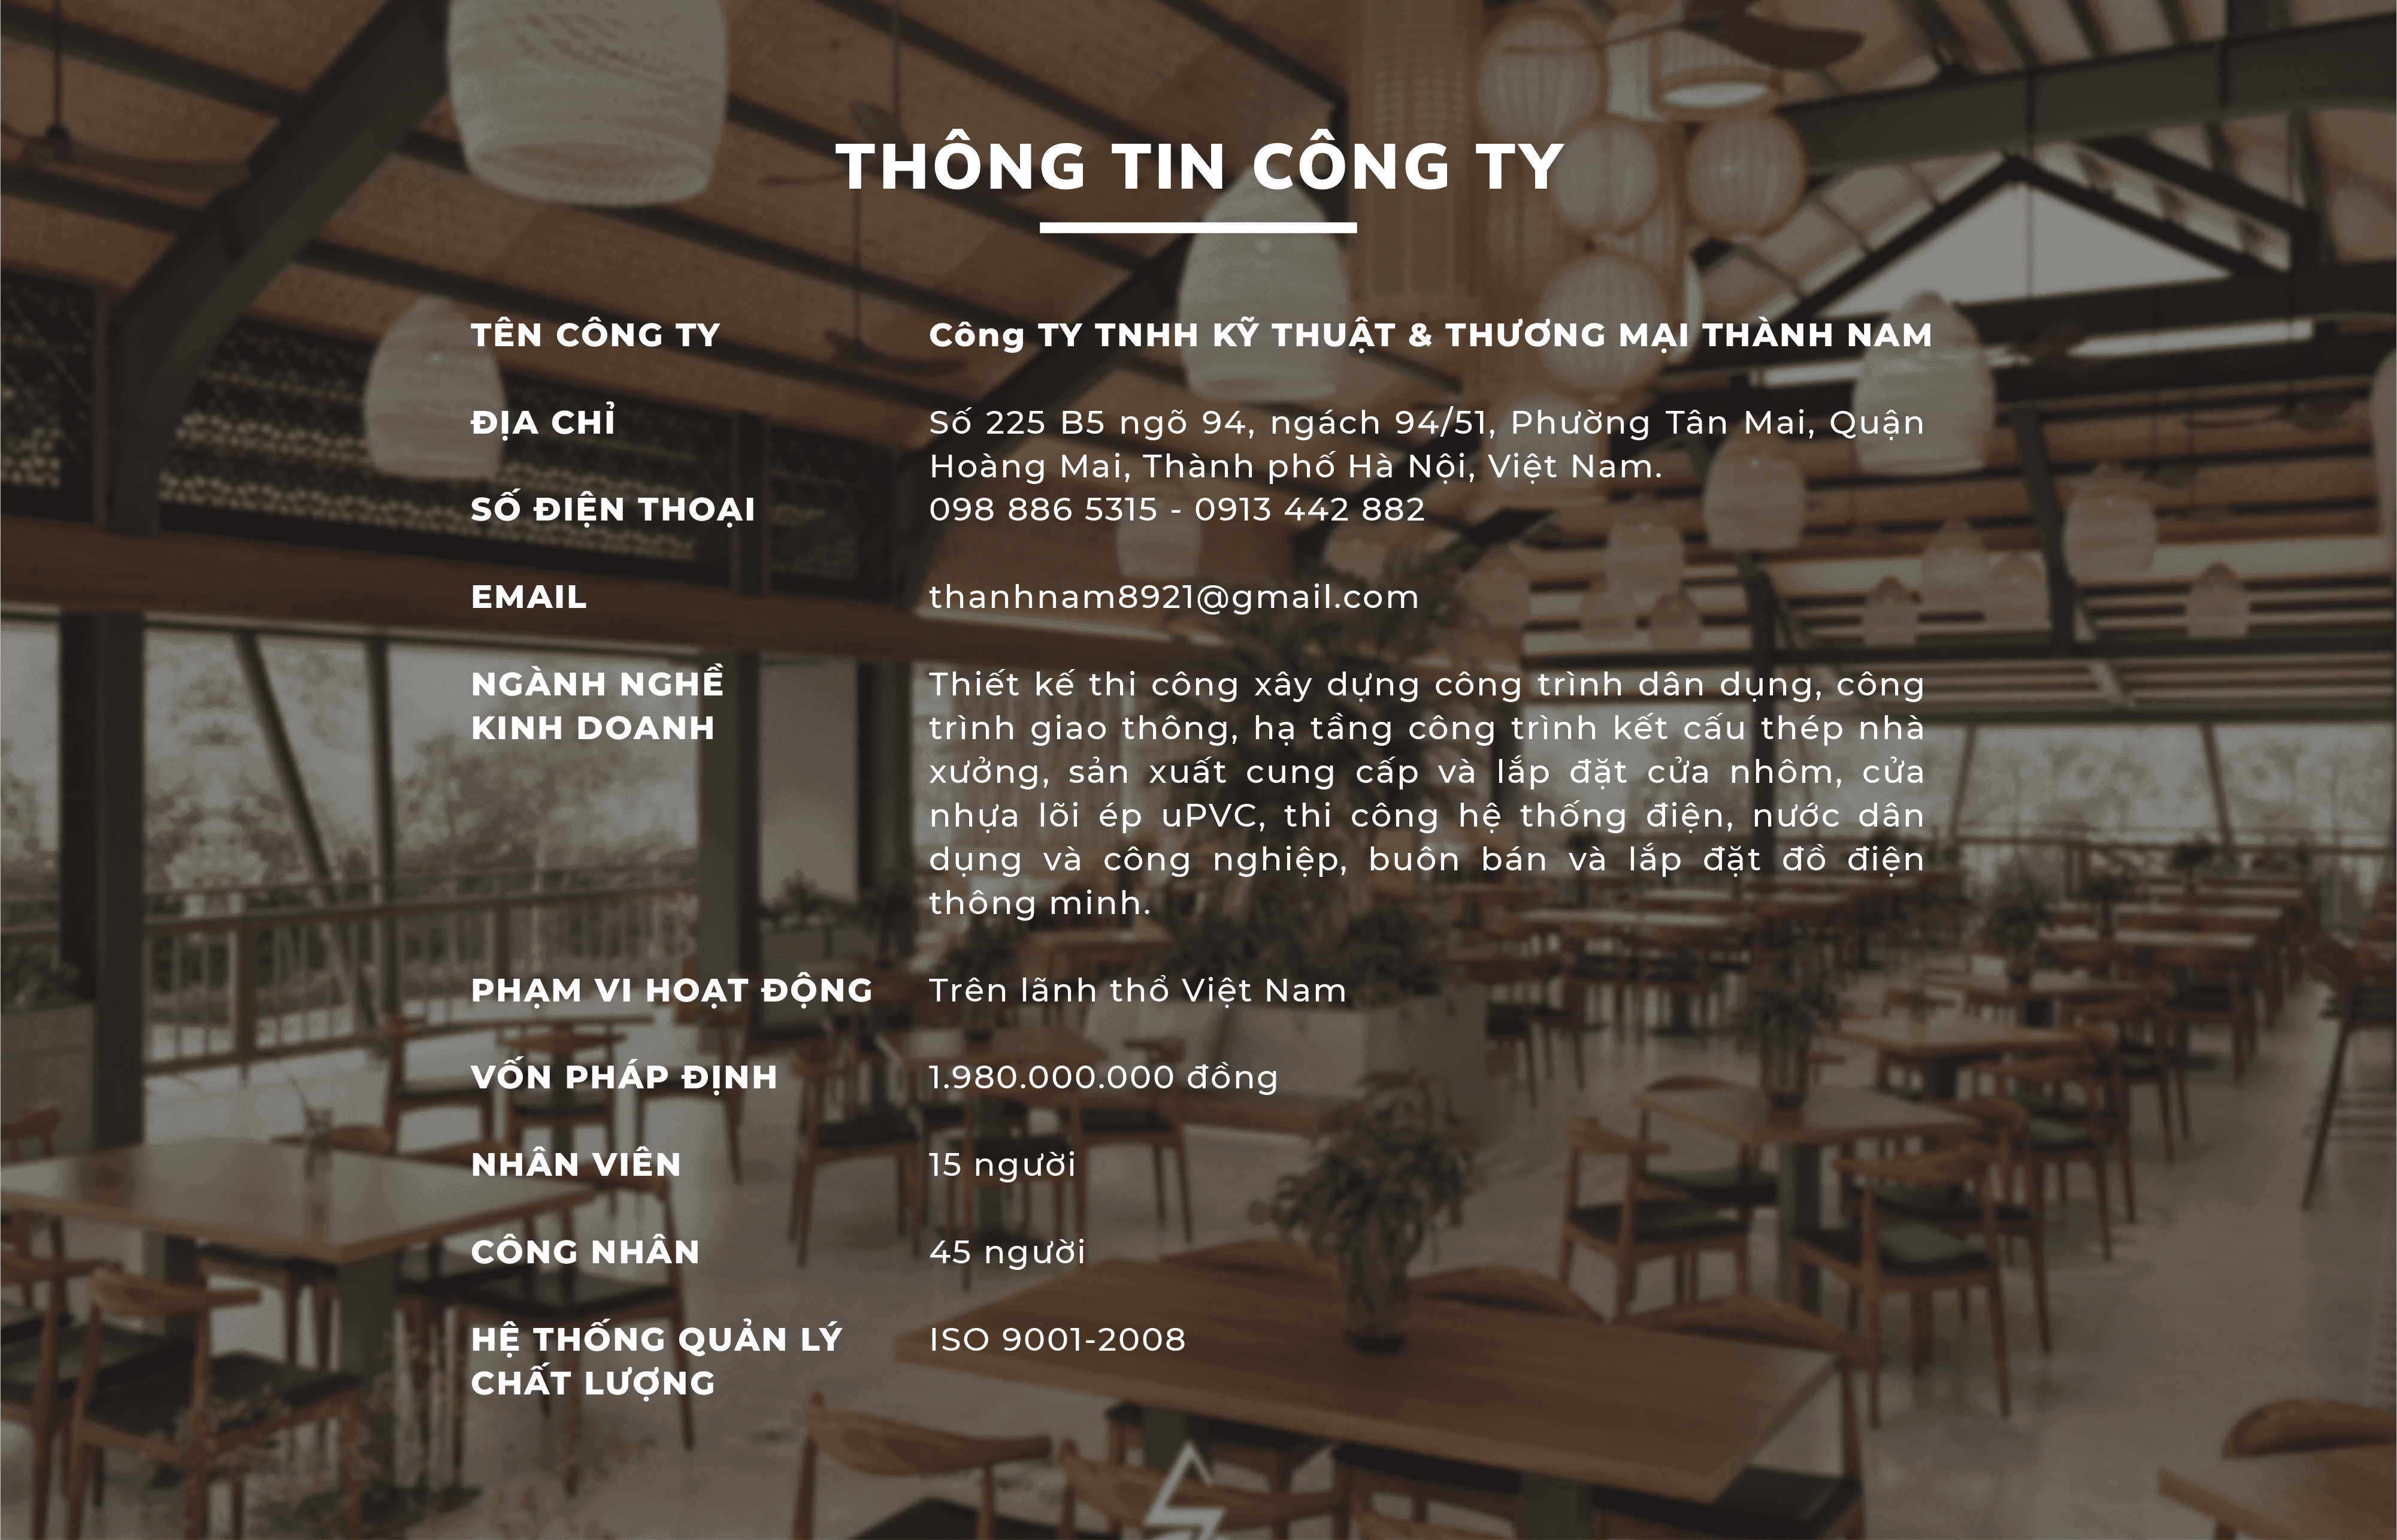 THÔNG TIN CÔNG TY
TÊN CÔNG TY
Công TY TNHH KỸ THUẬT & THƯƠNG MẠI THÀNH NAM
ĐỊA CHỈ
Số 225 B5 ngõ 94, ngách 94/51, Phường Tân Mai, Quận
Hoàng Mai, Thành phố Hà Nội, Việt Nam.
SỐ ĐIỆN THOẠI
098 886 5315 - 0913 442 882
EMAIL
thanhnam8921@gmail.com
NGÀNH NGHỀ
KINH DOANH
Thiết kế thi công xây dựng công trình dân dụng, công
trình giao thông, hạ tầng công trình kết cấu thép nhà
xưởng, sản xuất cung cấp và lắp đặt cửa nhôm, cửa
nhựa lõi ép uPVC, thi công hệ thống điện, nước dân
dụng và công nghiệp, buôn bán và lắp đặt đồ điện
thông minh.
PHẠM VI HOẠT ĐỘNG
Trên lãnh thổ Việt Nam
VỐN PHÁP ĐỊNH
1.980.000.000 đồng
NHÂN VIÊN
15 người
CÔNG NHÂN
45 người
HỆ THỐNG QUẢN LÝ
CHẤT LƯỢNG
ISO 9001-2008